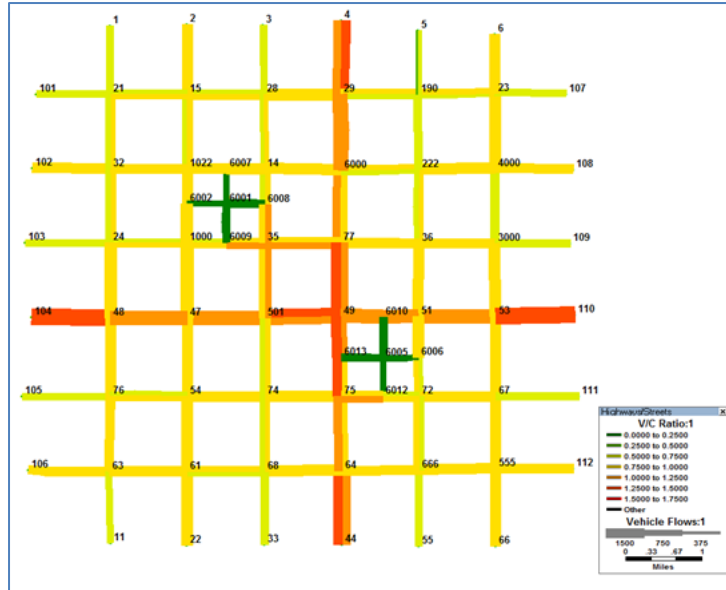 1 2 3 4 5 6
101 21 15 28 29 190 23 107
102 32 1022 6007 14 6000 222 4000 108
6002 6001 6008
103 24 1000 6009 35 77 36 3000 109
104 48 47 501 49 6010 51 53 110
6013 6005 6006
105 76 54 74 75 6012 72 67 111
106 63 61 68 64 666 555 112
11 22 33 44 55 66
Highways/Streets
V/C Ratio:1
0.0000 to 0.2500
0.2500 to 0.5000
0.5000 to 0.7500
0.7500 to 1.0000
1.0000 to 1.2500
1.2500 to 1.5000
1.5000 to 1.7500
Other
Vehicle Flows:1
1500 750 375
0 .33 .67 1
Miles